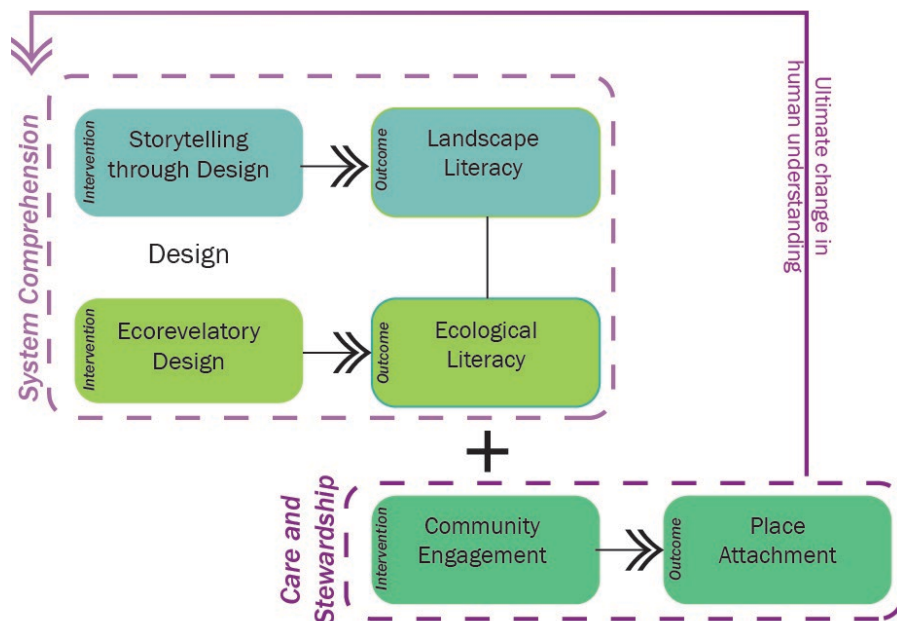 Ultimate change in
human understanding
System Comprehension
Intervention
Storytelling
through Design
Outcome
Landscape
Literacy
Design
Intervention
Ecorevelatory
Design
Outcome
Ecological
Literacy
+
Care and
Stewardship
Intervention
Community
Engagement
Outcome
Place
Attachment